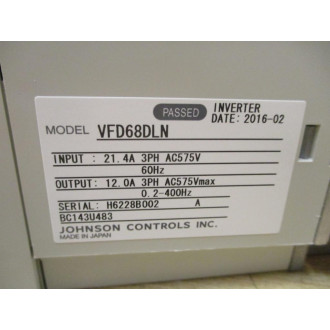 PASSED INVERTER
DATE: 2016-02
MODEL VFD68DLN
INPUT : 21.4A 3PH AC575V
60Hz
OUTPUT: 12.0A 3PH AC575Vmax
0.2-400Hz
SERIAL: H6228B002 A
BC143U483
JOHNSON CONTROLS INC.
MADE IN JAPAN